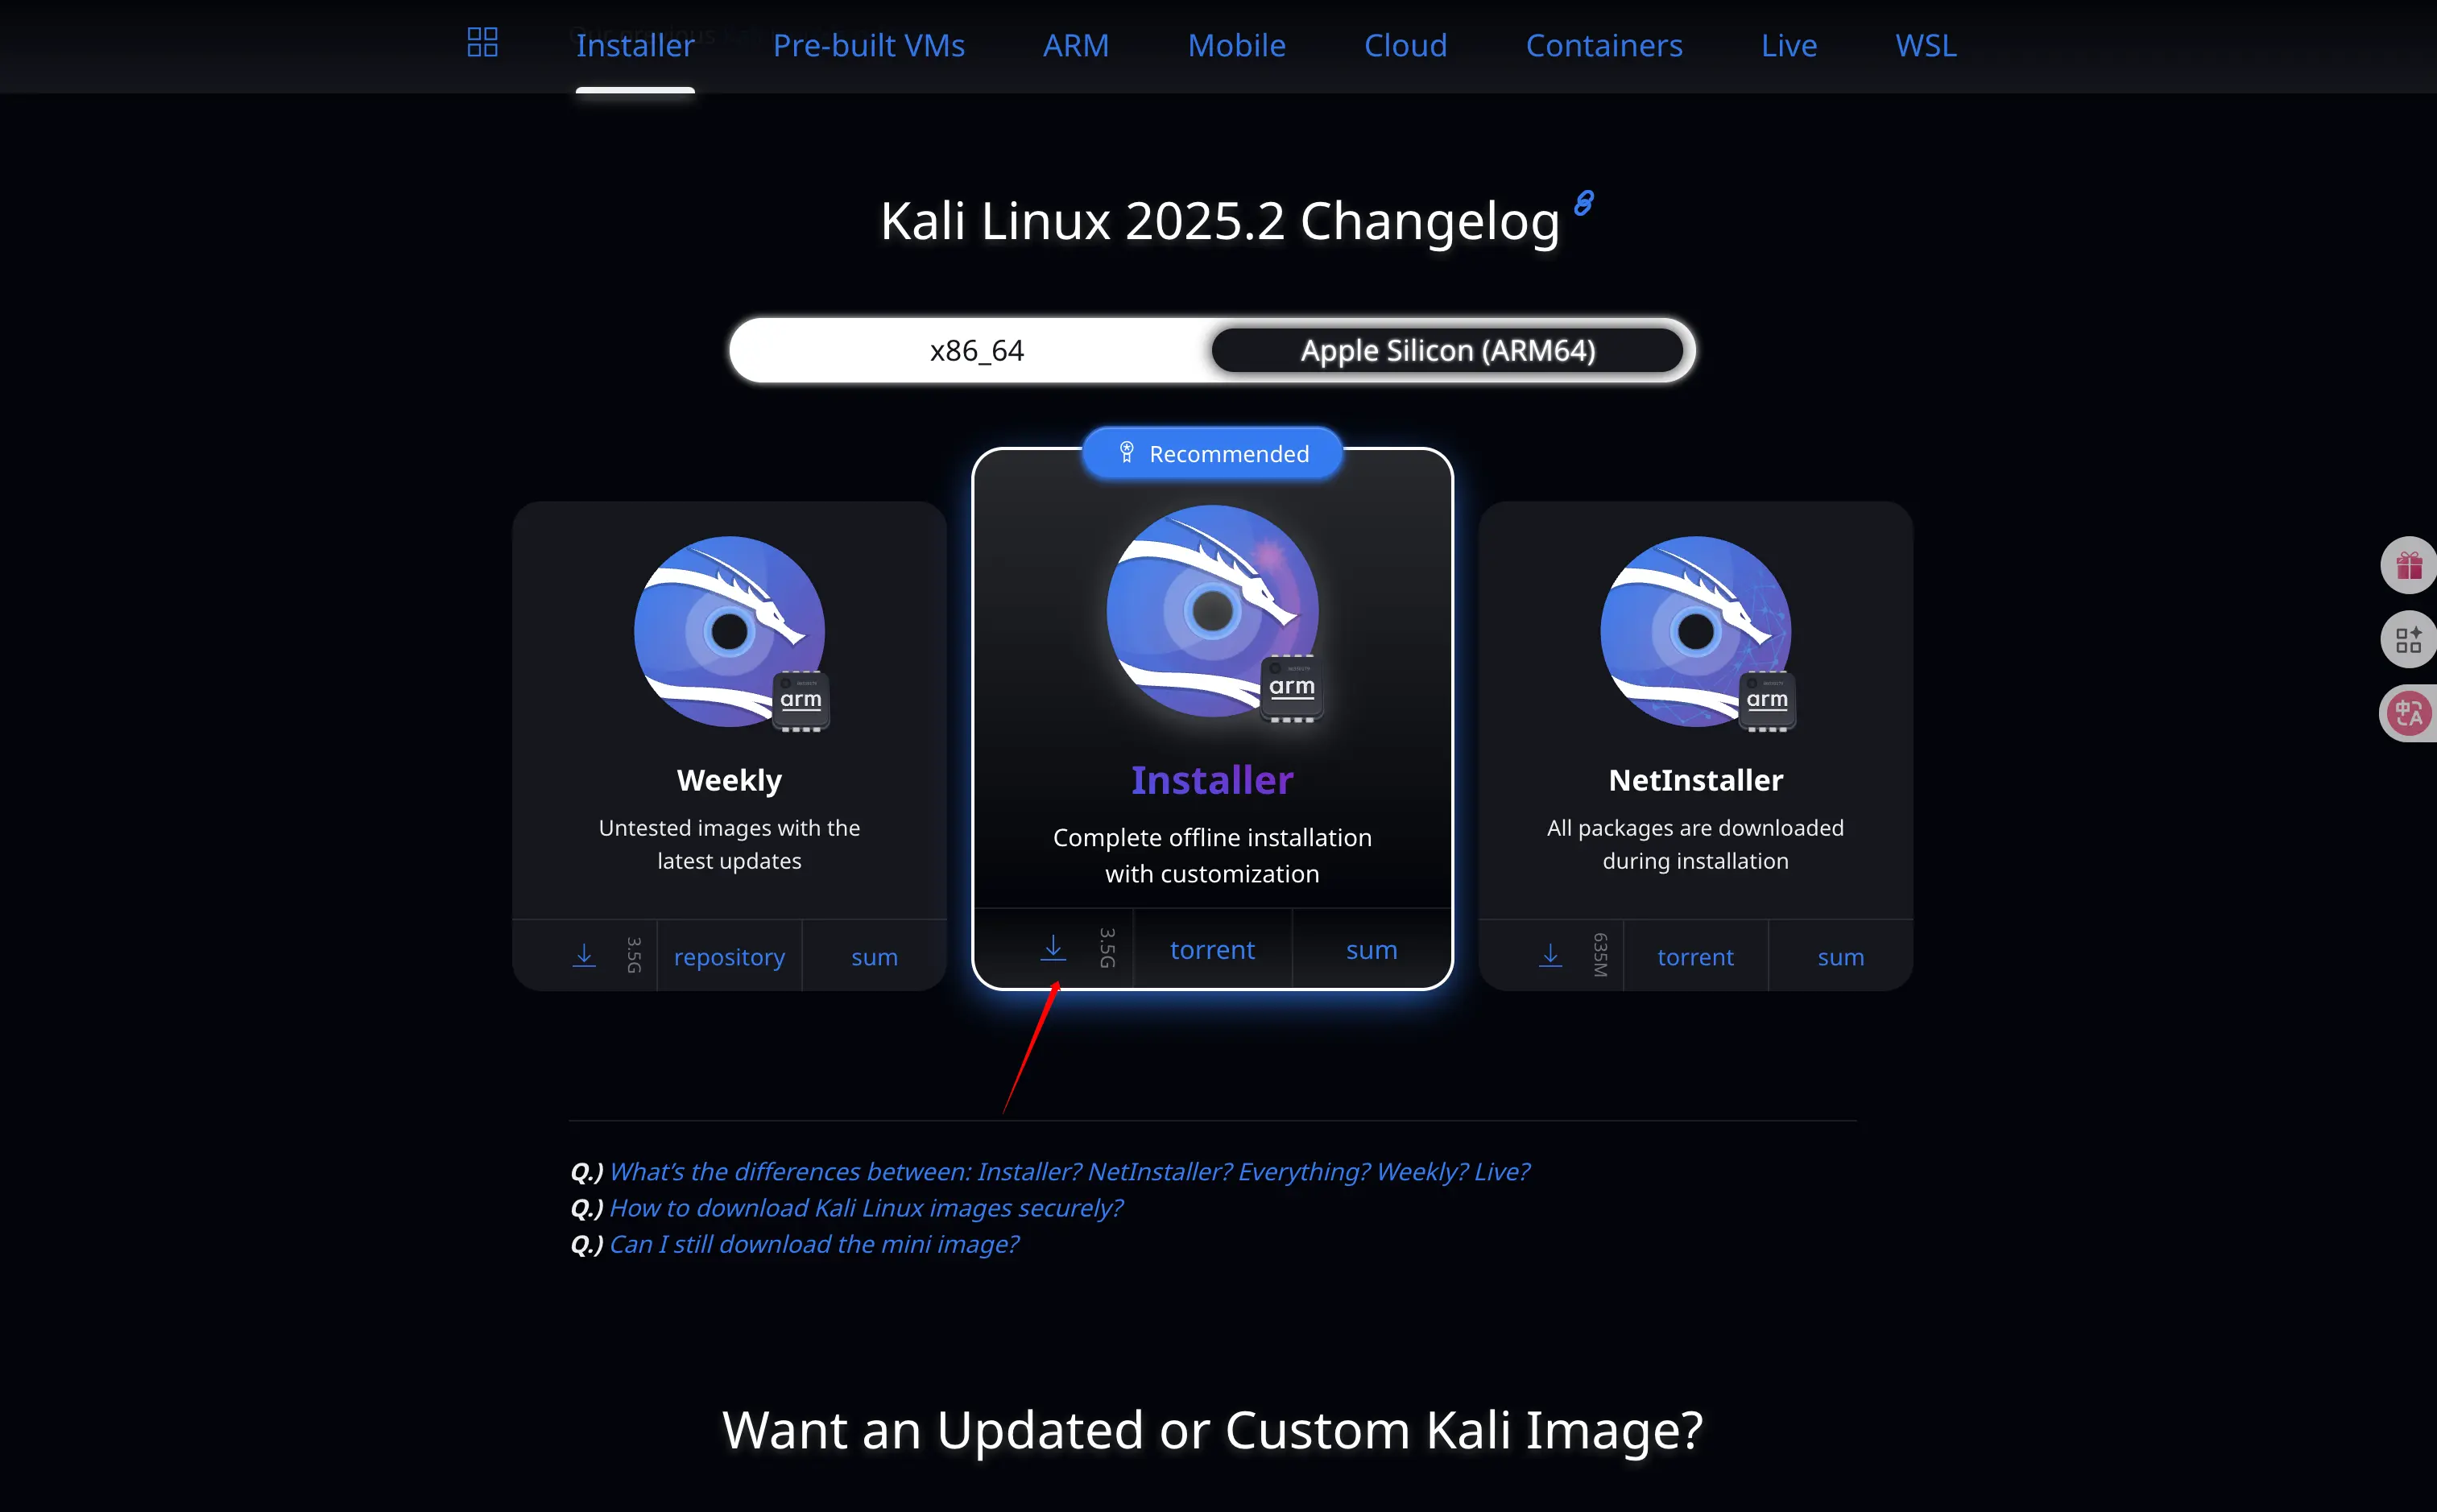 Installer
Pre-built VMs
ARM
Mobile
Cloud
Containers
Live
WSL
Kali Linux 2025.2 Changelog
x86_64
Apple Silicon (ARM64)
Recommended
arm
Weekly
Untested images with the
latest updates
3.5G
repository
sum
arm
Installer
Complete offline installation
with customization
3.5G
torrent
sum
arm
NetInstaller
All packages are downloaded
during installation
635M
torrent
sum
Q.) What's the differences between: Installer? NetInstaller? Everything? Weekly? Live?
Q.) How to download Kali Linux images securely?
Q.) Can I still download the mini image?
Want an Updated or Custom Kali Image?
中A